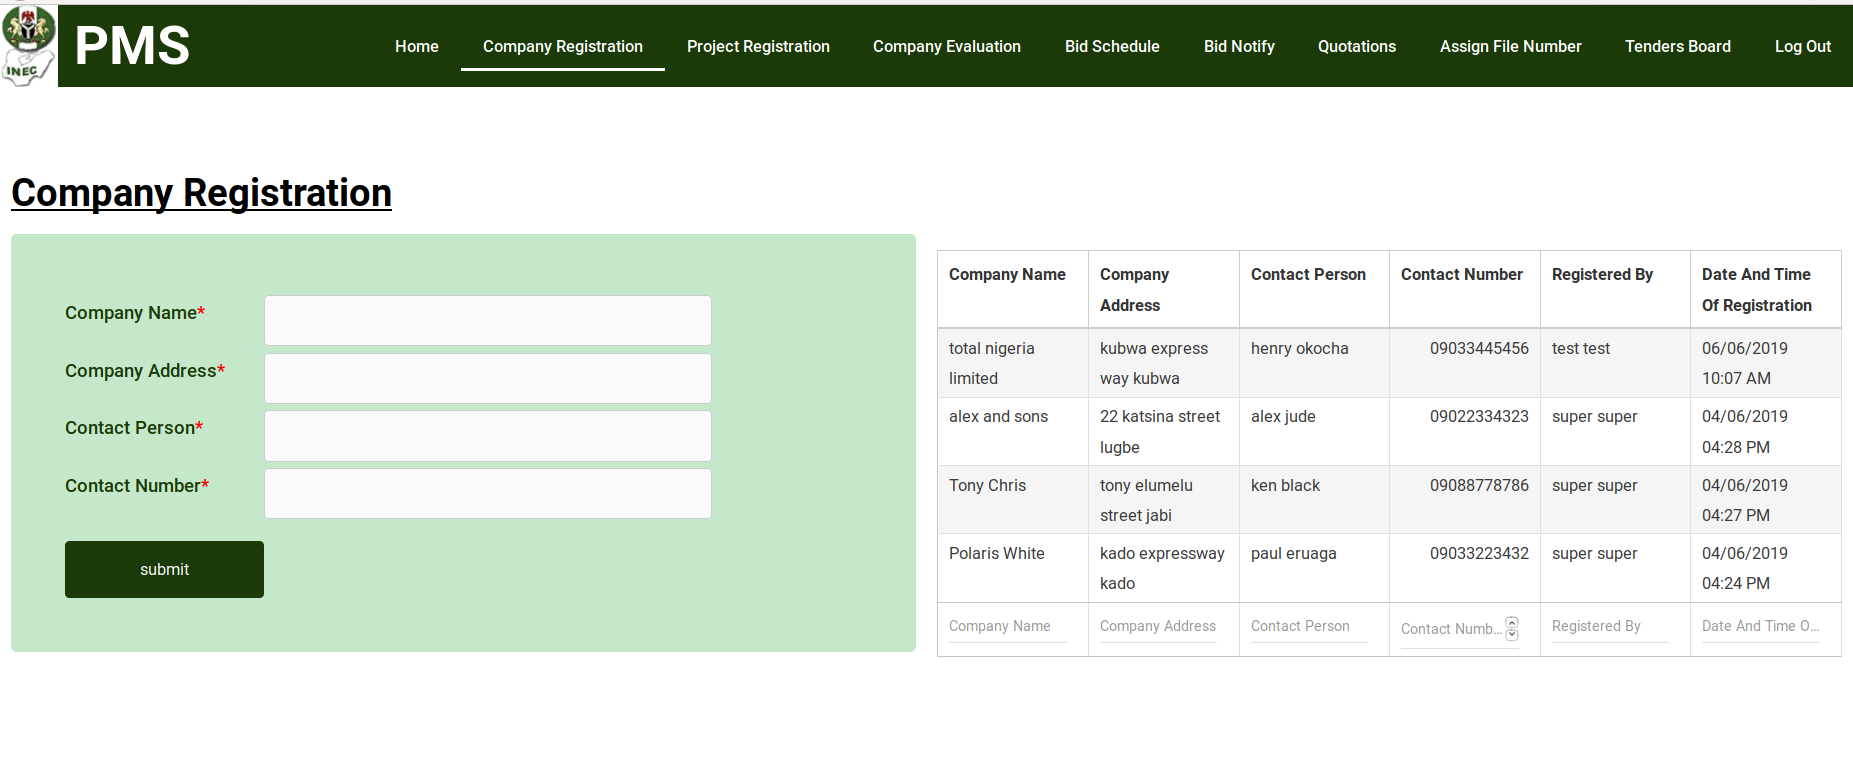 INEC
PMS
Home
Company Registration
Project Registration
Company Evaluation
Bid Schedule
Bid Notify
Quotations
Assign File Number
Tenders Board
Log Out
Company Registration
Company Name*
Company Address*
Contact Person*
Contact Number*
submit
Company Name
Company
Address
Contact Person
Contact Number
Registered By
Date And Time
Of Registration
total nigeria
limited
kubwa express
way kubwa
henry okocha
09033445456
test test
06/06/2019
10:07 AM
alex and sons
22 katsina street
lugbe
alex jude
09022334323
super super
04/06/2019
04:28 PM
Tony Chris
tony elumelu
street jabi
ken black
09088778786
super super
04/06/2019
04:27 PM
Polaris White
kado expressway
kado
paul eruaga
09033223432
super super
04/06/2019
04:24 PM
Company Name
Company Address
Contact Person
Contact Numb...
Registered By
Date And Time O...